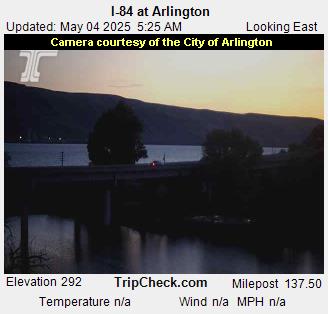 I-84 at Arlington
Updated: May 04 2025 5:25 AM Looking East
Camera courtesy of the City of Arlington
Elevation 292 TripCheck.com Milepost 137.50
Temperature n/a Wind n/a MPH n/a